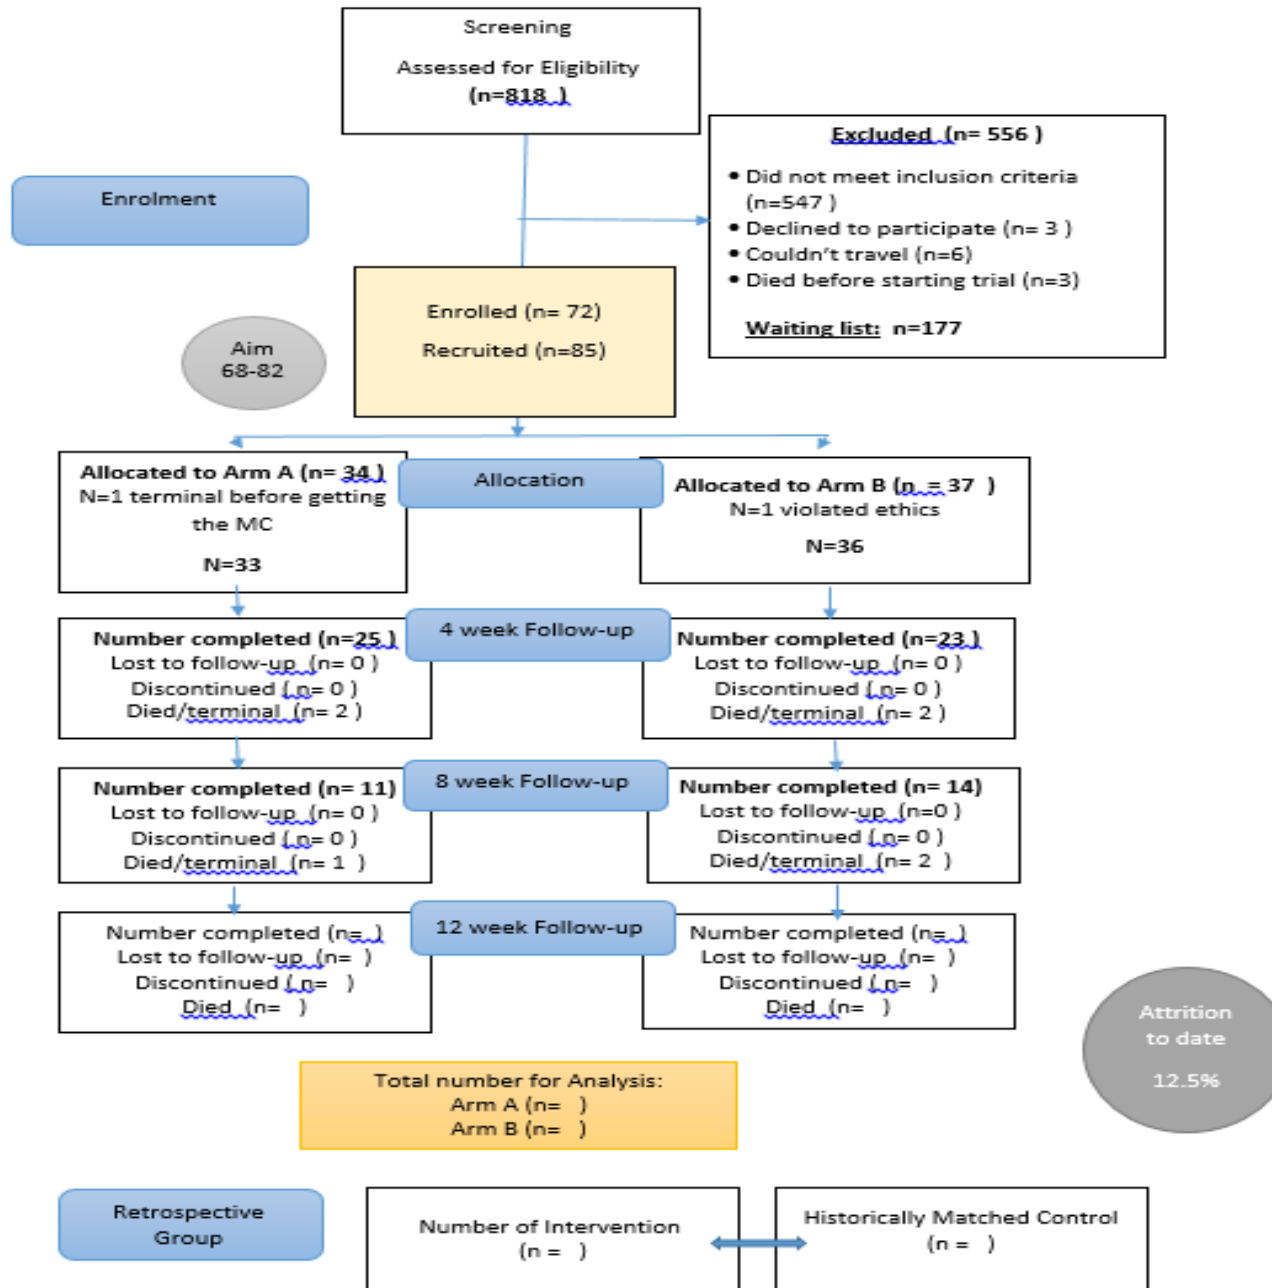 Screening
Assessed for Eligibility
(n=818 )
Excluded (n= 556 )
• Did not meet inclusion criteria
(n=547 )
• Declined to participate (n= 3 )
• Couldn't travel (n=6)
• Died before starting trial (n=3)
Waiting list: n=177
Enrolment
Enrolled (n= 72)
Recruited (n=85)
Aim
68-82
Allocated to Arm A (n= 34 )
N=1 terminal before getting
the MC
N=33
Allocation
Allocated to Arm B (n = 37 )
N=1 violated ethics
N=36
Number completed (n=25 )
Lost to follow-up (n= 0 )
Discontinued ( n= 0 )
Died/terminal (n= 2 )
4 week Follow-up
Number completed (n=23 )
Lost to follow-up (n= 0 )
Discontinued ( n= 0 )
Died/terminal (n= 2 )
Number completed (n= 11)
Lost to follow-up (n= 0 )
Discontinued ( n= 0 )
Died/terminal (n= 1 )
8 week Follow-up
Number completed (n= 14)
Lost to follow-up (n=0 )
Discontinued ( n= 0 )
Died/terminal (n= 2 )
Number completed (n= )
Lost to follow-up (n= )
Discontinued ( n= )
Died (n= )
12 week Follow-up
Number completed (n= )
Lost to follow-up (n= )
Discontinued ( n= )
Died (n= )
Attrition
to date
12.5%
Total number for Analysis:
Arm A (n= )
Arm B (n= )
Retrospective
Group
Number of Intervention
(n = )
Historically Matched Control
(n = )